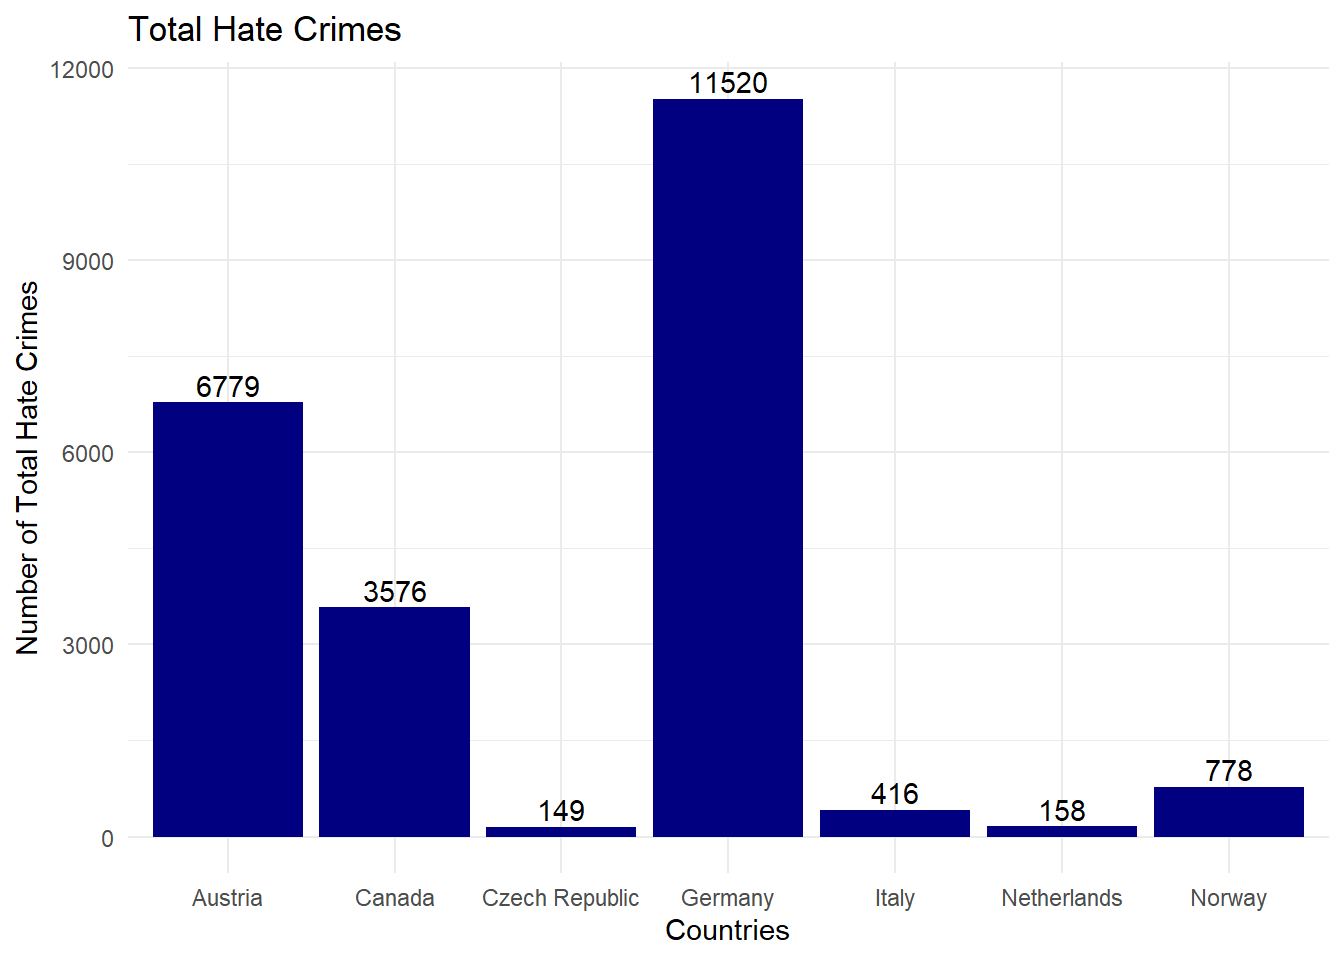 Total Hate Crimes
Number of Total Hate Crimes
12000
9000
6000
3000
0
6779
3576
149
11520
416
158
778
Austria
Canada
Czech Republic
Germany
Italy
Netherlands
Norway
Countries